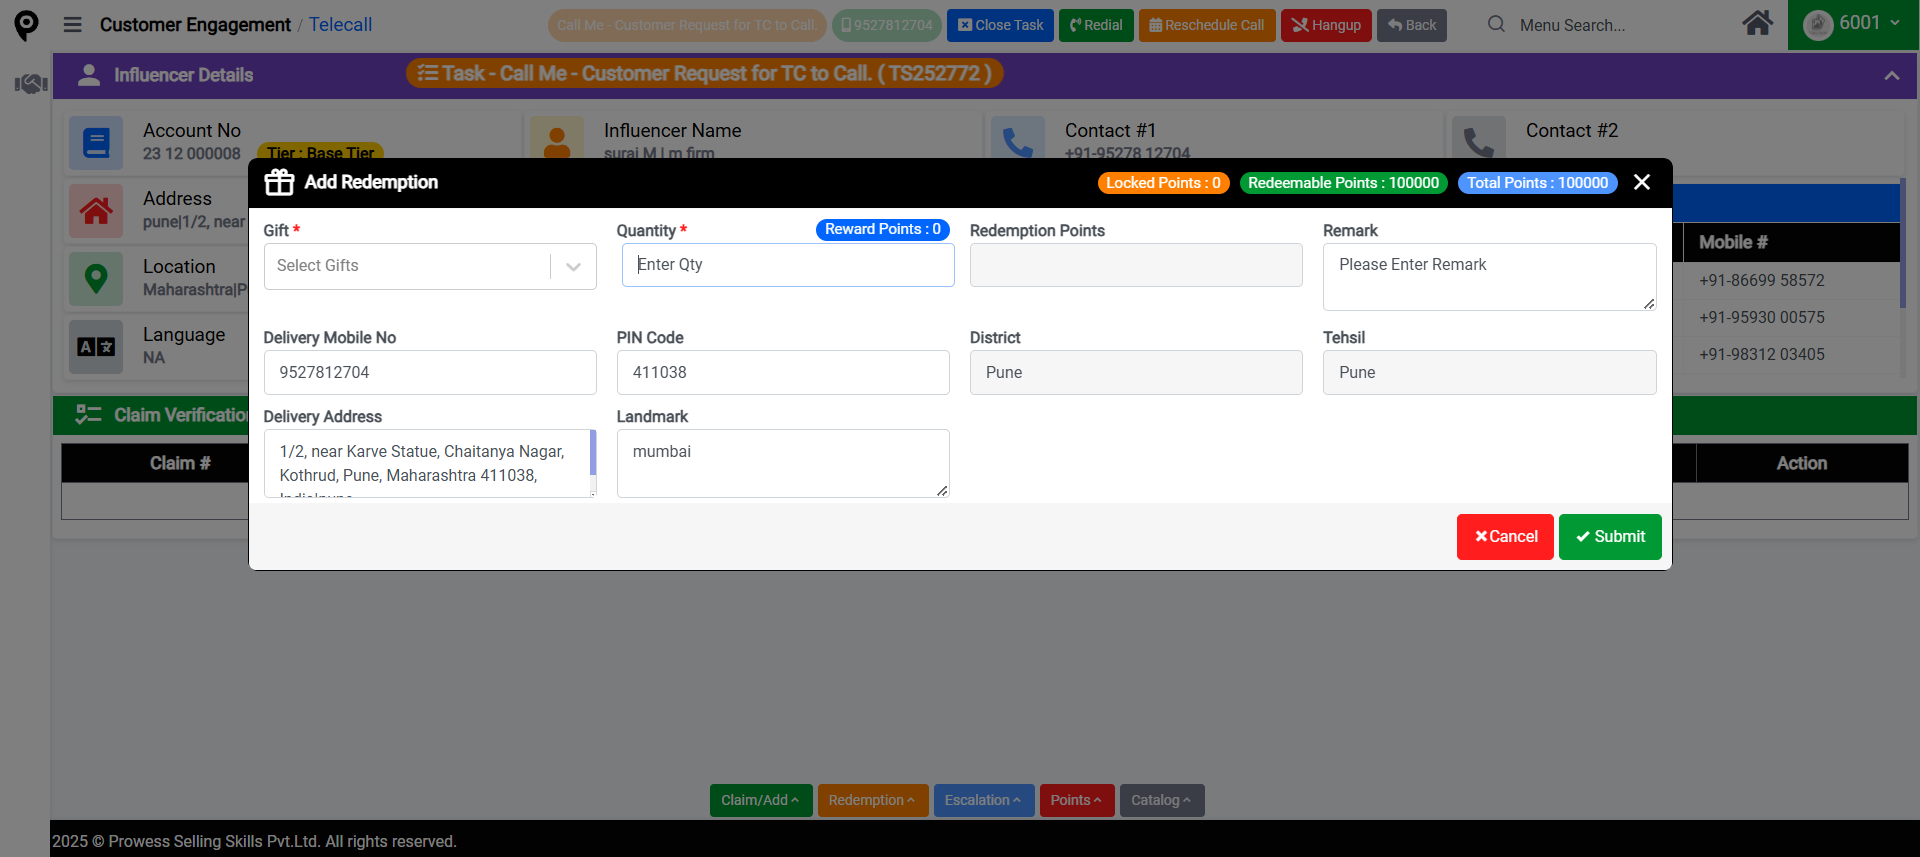 Customer Engagement / Telecall
Call Me - Customer Request for TC to Call
9527812704
Close Task
Redial
Reschedule Call
Hangup
Back
Menu Search...
6001
Influencer Details
Task - Call Me - Customer Request for TC to Call. ( TS252772 )
Account No
23 12 000008
Tier : Base Tier
Influencer Name
suraj M | m firm
Contact #1
+91-95278 12704
Contact #2
Address
pune|1/2, near
Location
Maharashtra|P
Language
NA
Mobile #
+91-86699 58572
+91-95930 00575
+91-98312 03405
Add Redemption
Locked Points : 0
Redeemable Points : 100000
Total Points : 100000
Gift *
Select Gifts
Quantity *
Reward Points : 0
Enter Qty
Redemption Points
Remark
Please Enter Remark
Delivery Mobile No
9527812704
PIN Code
411038
District
Pune
Tehsil
Pune
Delivery Address
1/2, near Karve Statue, Chaitanya Nagar,
Kothrud, Pune, Maharashtra 411038,
India|pune
Landmark
mumbai
Cancel
Submit
Claim Verification
Claim #
Action
Claim/Add
Redemption
Escalation
Points
Catalog
2025 © Prowess Selling Skills Pvt.Ltd. All rights reserved.